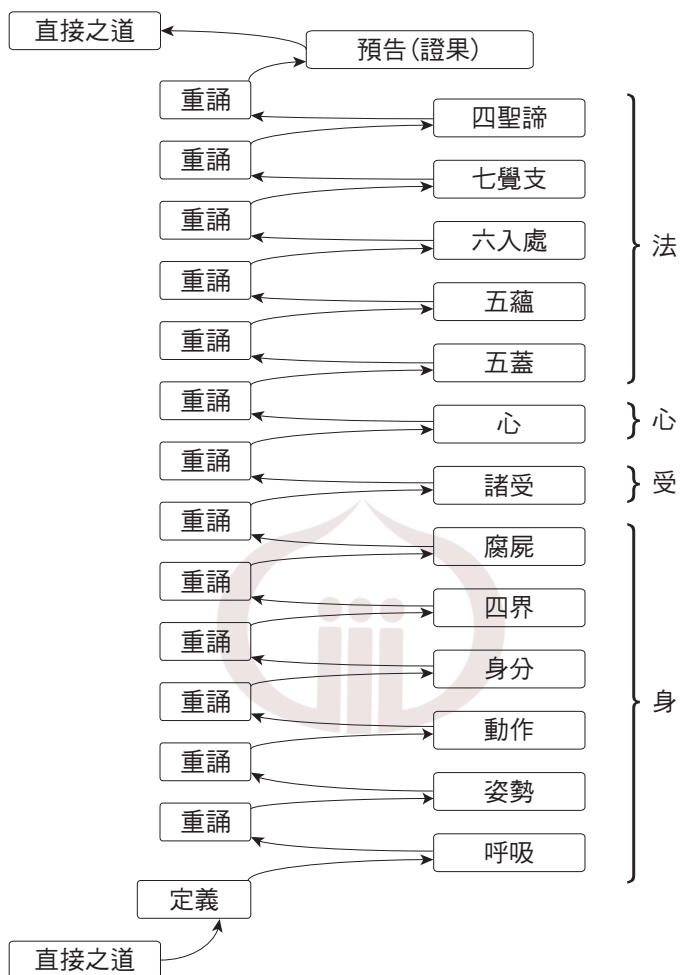 直接之道
預告（證果）
重誦
四聖諦
重誦
七覺支
重誦
六入處
法
重誦
五蘊
重誦
五蓋
重誦
心
心
重誦
諸受
受
重誦
腐屍
重誦
四界
重誦
身分
身
重誦
動作
重誦
姿勢
重誦
呼吸
定義
直接之道